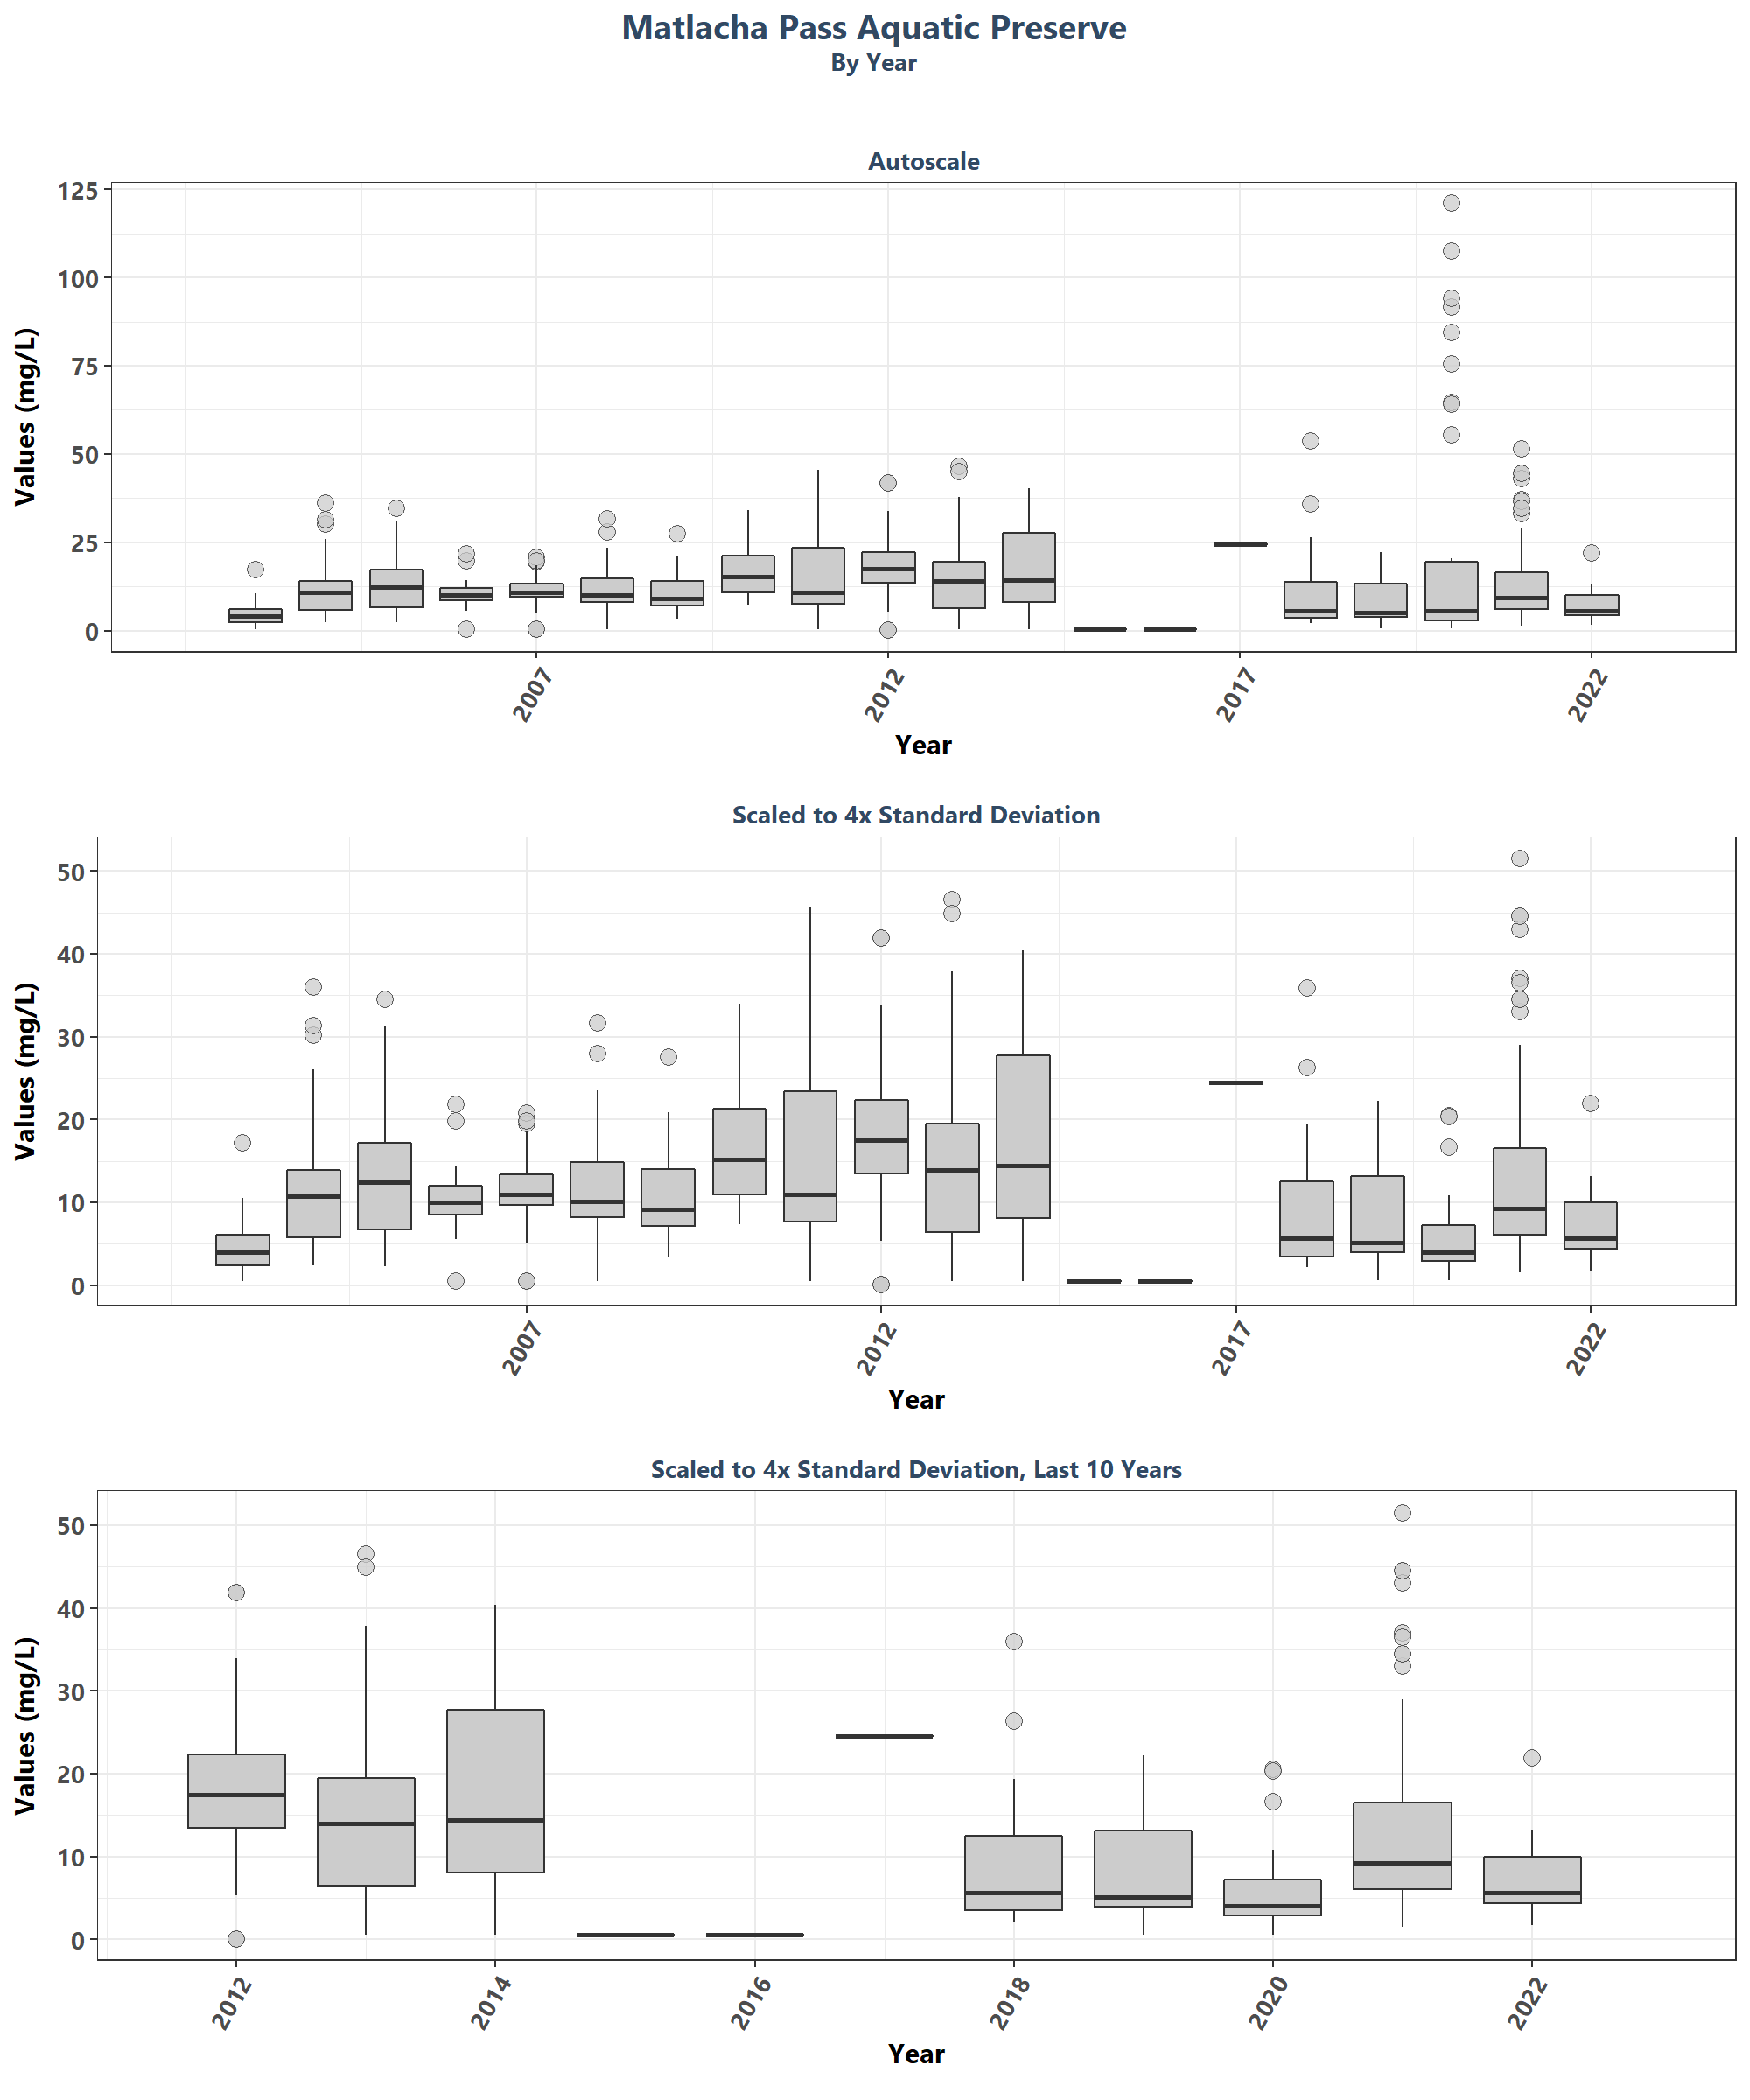 Matlacha Pass Aquatic Preserve
By Year
Autoscale
Values (mg/L)
125
100
75
50
25
0
2007
2012
2017
2022
Year
Scaled to 4x Standard Deviation
Values (mg/L)
50
40
30
20
10
0
2007
2012
2017
2022
Year
Scaled to 4x Standard Deviation, Last 10 Years
Values (mg/L)
50
40
30
20
10
0
2012
2014
2016
2018
2020
2022
Year